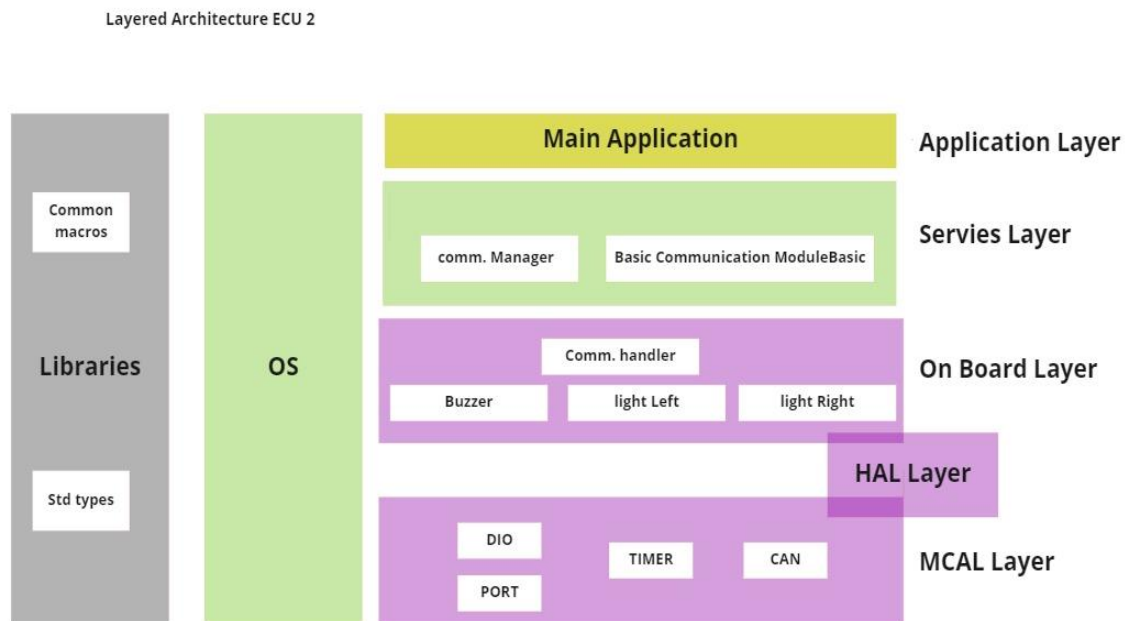 Layered Architecture ECU 2
Main Application
Application Layer
Common
macros
Servies Layer
comm. Manager
Basic Communication ModuleBasic
Libraries
OS
Comm. handler
On Board Layer
Buzzer
light Left
light Right
HAL Layer
Std types
DIO
TIMER
CAN
MCAL Layer
PORT